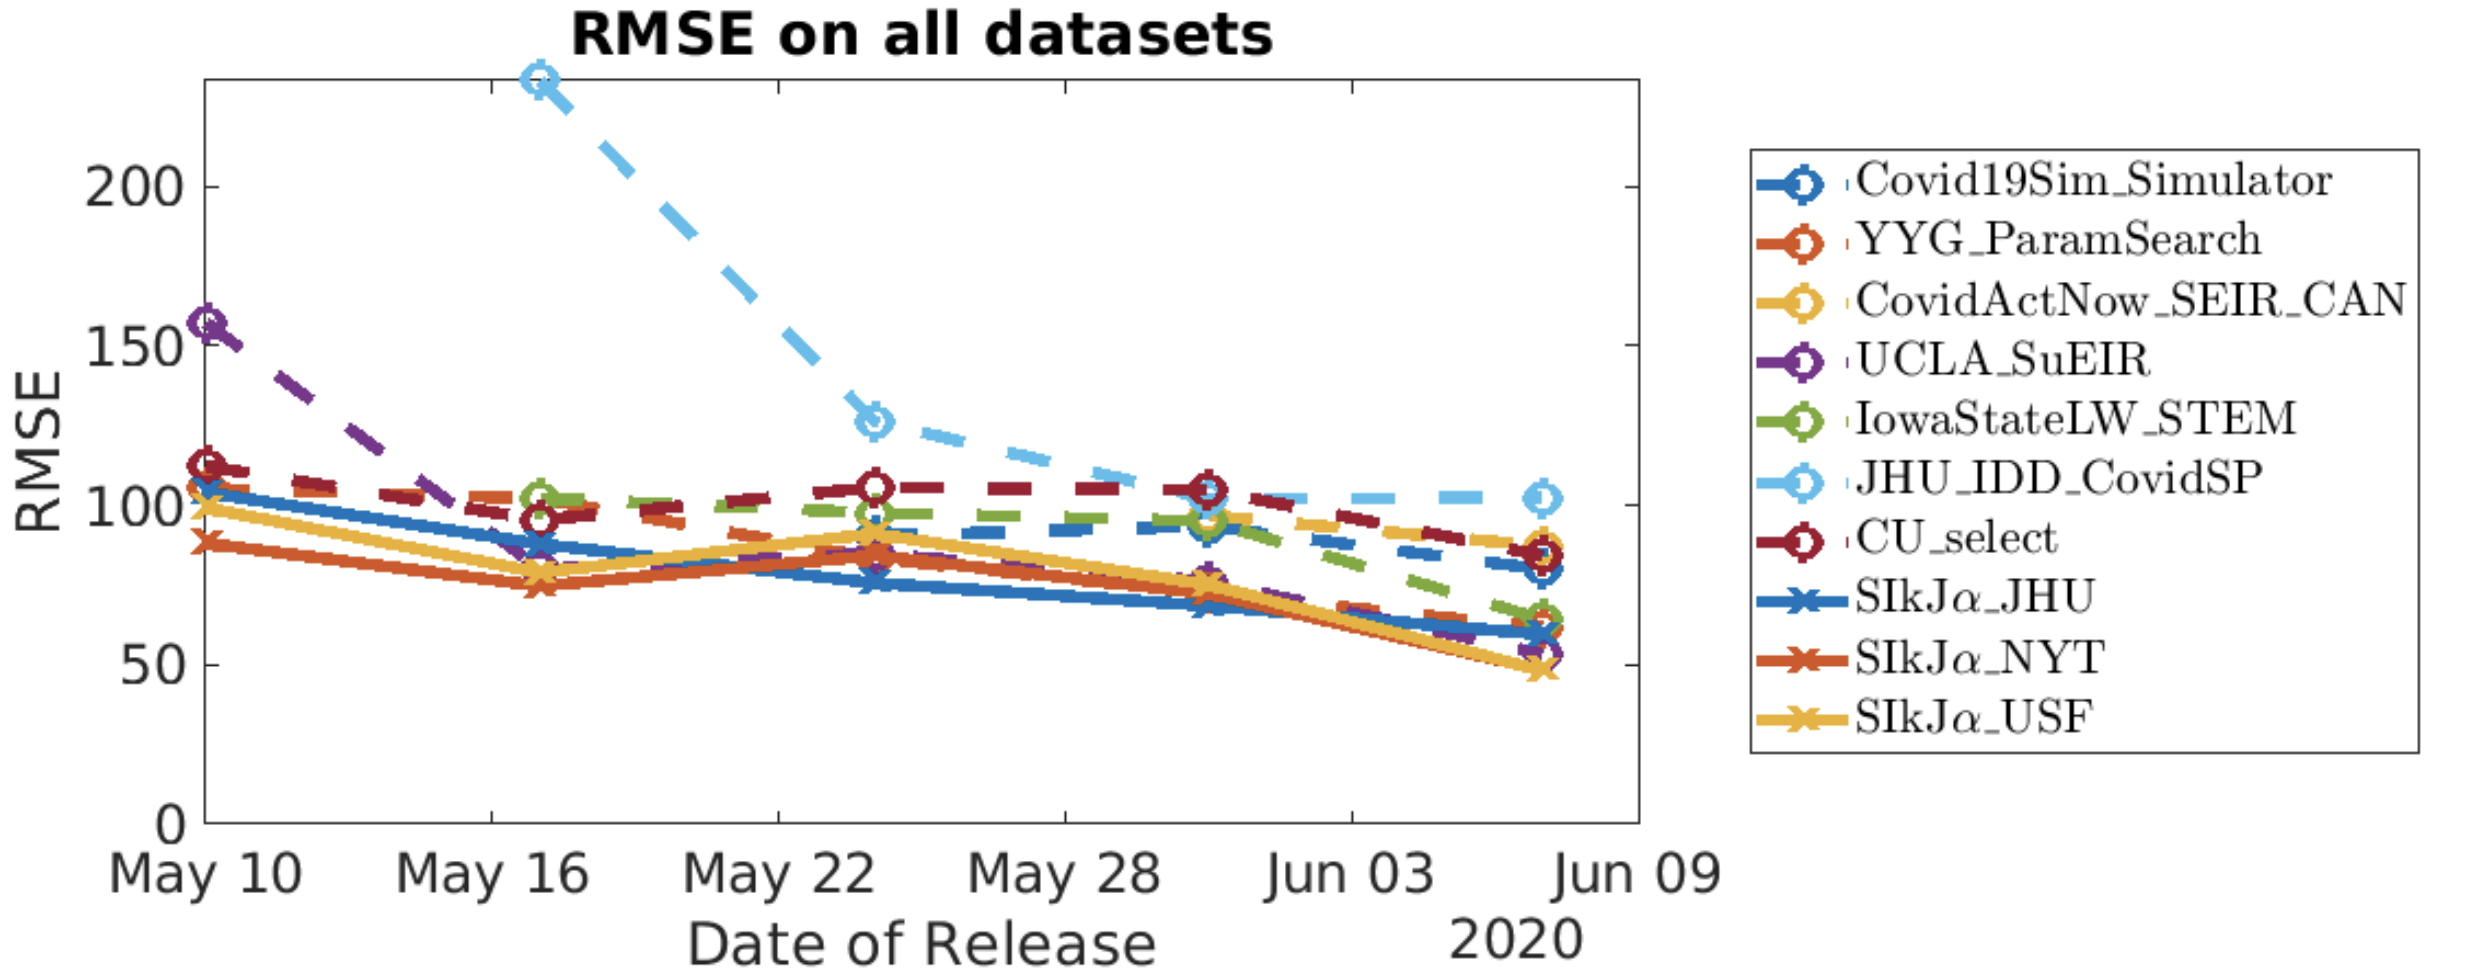 RMSE on all datasets
200
150
100
50
0
RMSE
May 10 May 16 May 22 May 28 Jun 03 Jun 09
Date of Release
2020
Covid19Sim_Simulator
YYG_ParamSearch
CovidActNow_SEIR_CAN
UCLA_SuEIR
IowaStateLW_STEM
JHU_IDD_CovidSP
CU_select
SIkJα_JHU
SIkJα_NYT
SIkJα_USF